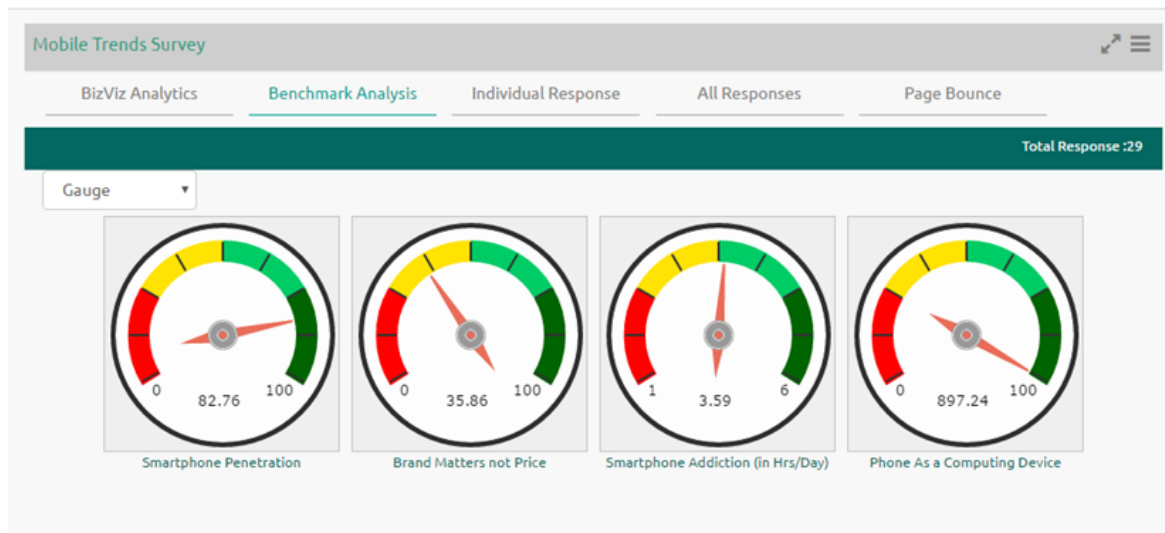 Mobile Trends Survey
BizViz Analytics Benchmark Analysis Individual Response All Responses Page Bounce
Total Response :29
Gauge
0 100 0 100 1 6 0 100
82.76 35.86 3.59 897.24
Smartphone Penetration Brand Matters not Price Smartphone Addiction (in Hrs/Day) Phone As a Computing Device